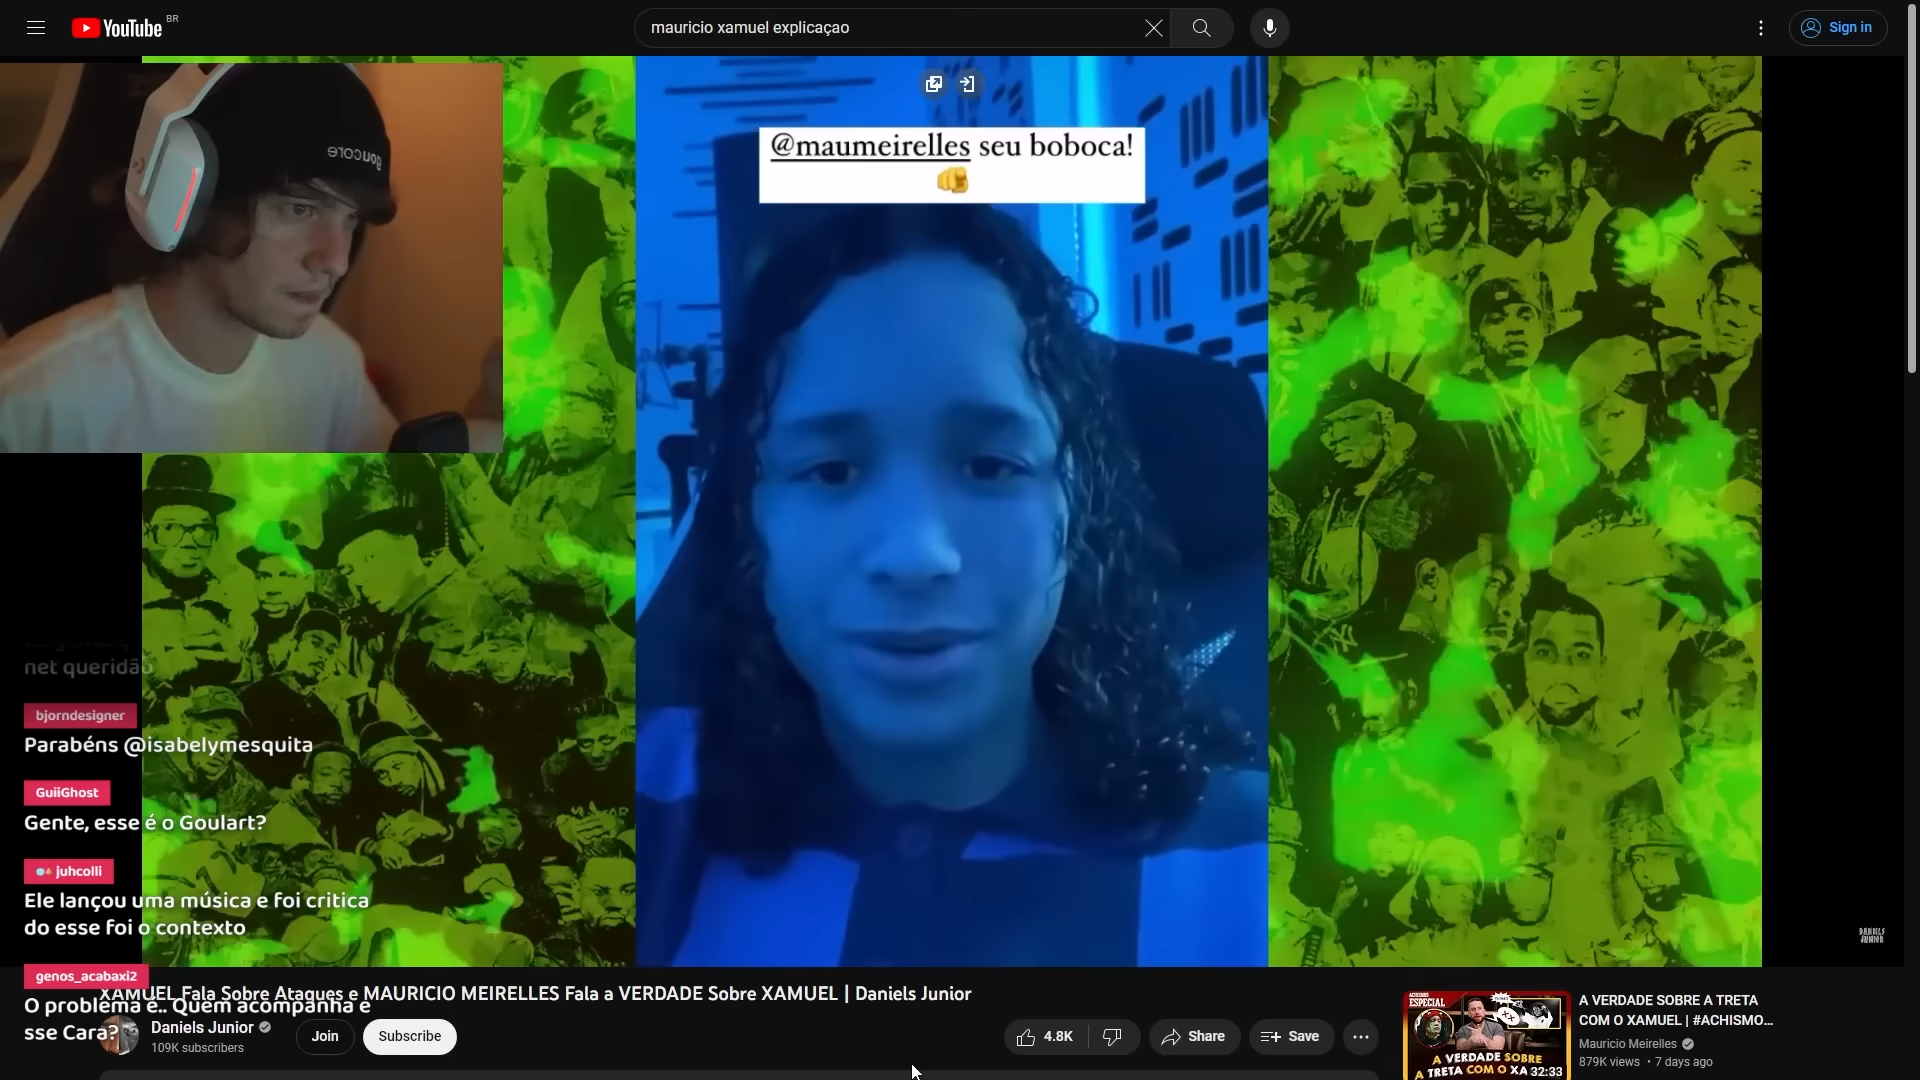 YouTube BR
mauricio xamuel explicaçao
Sign in
@maumeirelles seu boboca!
goucore
net queridão
bjorndesigner
Parabéns @isabelymesquita
GuiiGhost
Gente, esse é o Goulart?
juhcolli
Ele lançou uma música e foi critica
do esse foi o contexto
genos_acabaxi2
O problema é.. Quem acompanha e
sse Cara?
DANIELS
JUNIOR
XAMUEL Fala Sobre Ataques e MAURICIO MEIRELLES Fala a VERDADE Sobre XAMUEL | Daniels Junior
Daniels Junior
109K subscribers
Join
Subscribe
4.8K
Share
Save
ESPECIAL
A VERDADE SOBRE
A TRETA COM O XA
32:33
A VERDADE SOBRE A TRETA
COM O XAMUEL | #ACHISMO...
Mauricio Meirelles
879K views • 7 days ago